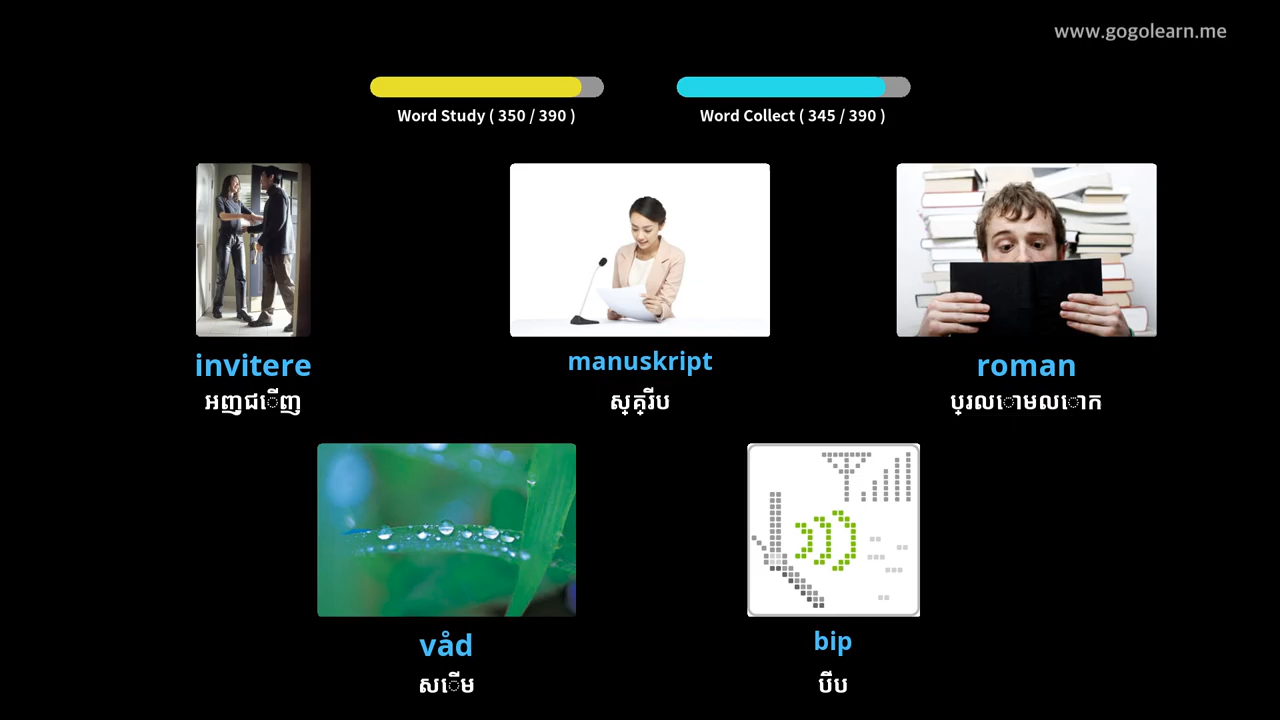 www.gogolearn.me
Word Study ( 350 / 390 )
Word Collect ( 345 / 390 )
invitere
manuskript
roman
អញ្ជើញ
ស្គ្រីប
ប្រលោមលោក
våd
bip
សើម
ប៊ីប